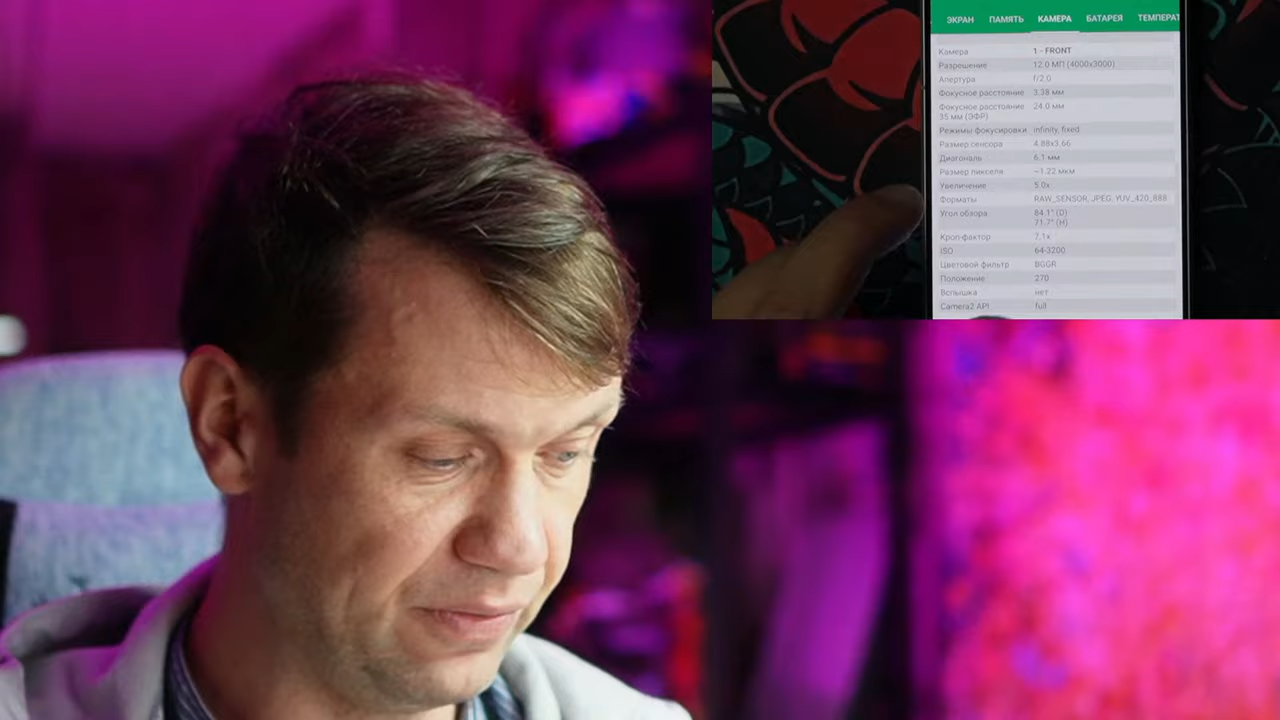 ЭКРАН ПАМЯТЬ КАМЕРА БАТАРЕЯ ТЕМПЕРАТ
Камера 1 - FRONT
Разрешение 12.0 МП (4000x3000)
Апертура f/2.0
Фокусное расстояние 3.38 мм
Фокусное расстояние 24.0 мм
35 мм (ЭФР)
Режимы фокусировки infinity, fixed
Размер сенсора 4.88x3.66
Диагональ 6.1 мм
Размер пикселя ~1.22 мкм
Увеличение 5.0x
Форматы RAW_SENSOR, JPEG, YUV_420_888
Угол обзора 84.1° (D)
71.7° (H)
Кроп-фактор 7.1x
ISO 64-3200
Цветовой фильтр BGGR
Положение 270
Вспышка нет
Camera2 API full